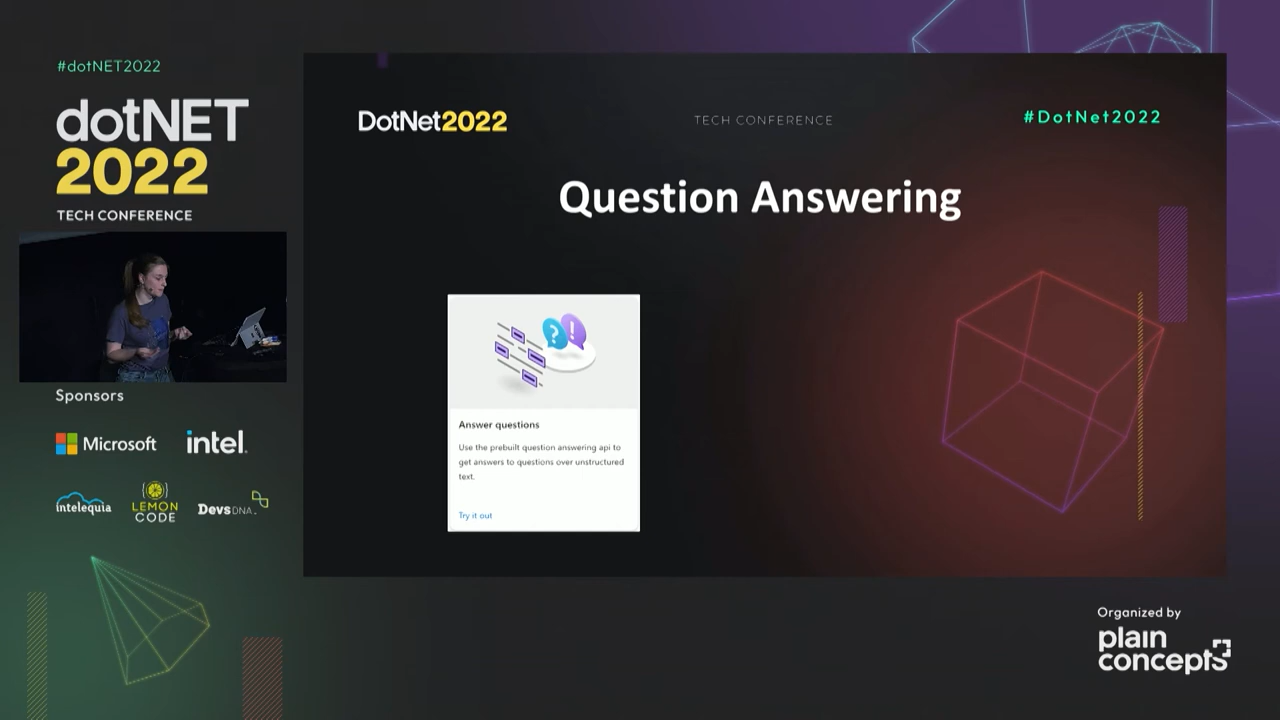 #dotNET2022
dotNET
2022
TECH CONFERENCE
Sponsors
Microsoft
intel.
intelequia
LEMON
CODE
DevsDNA.
DotNet2022
TECH CONFERENCE
#DotNet2022
Question Answering
Answer questions
Use the prebuilt question answering api to
get answers to questions over unstructured
text.
Try it out
Organized by
plain
concepts